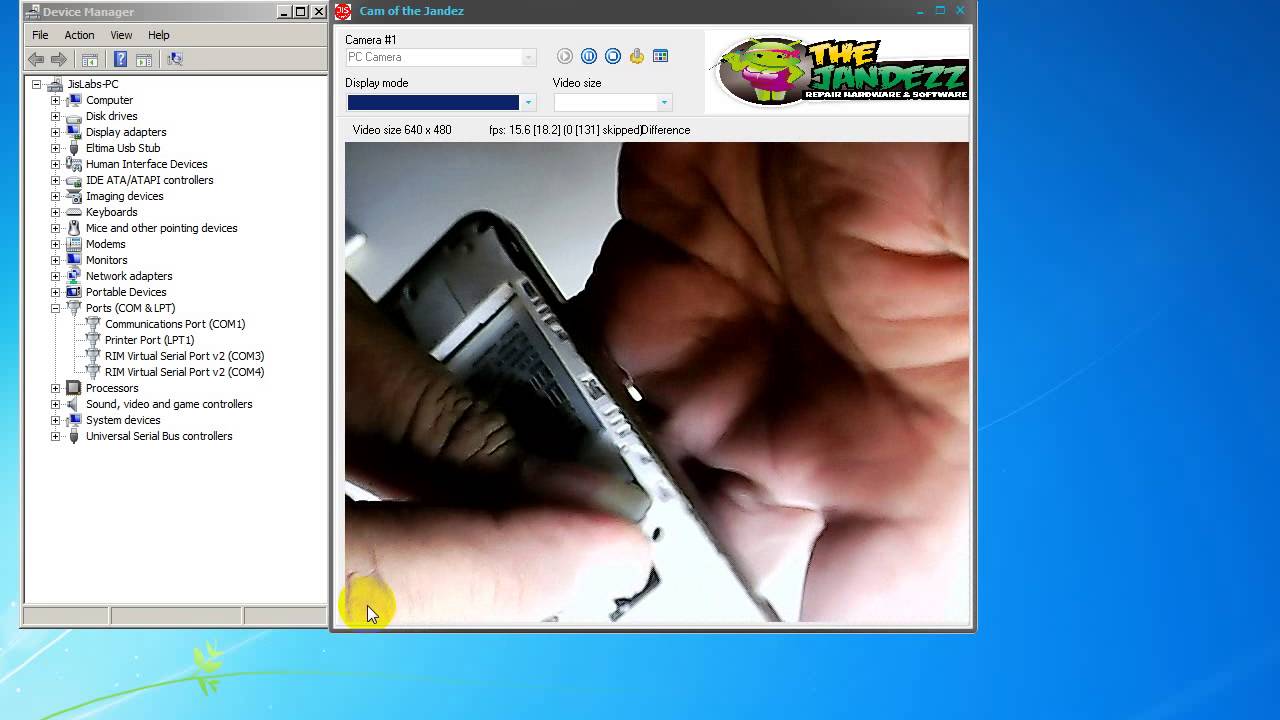 Device Manager
File Action View Help
JisLabs-PC
Computer
Disk drives
Display adapters
Eltima Usb Stub
Human Interface Devices
IDE ATA/ATAPI controllers
Imaging devices
Keyboards
Mice and other pointing devices
Modems
Monitors
Network adapters
Portable Devices
Ports (COM & LPT)
Communications Port (COM1)
Printer Port (LPT1)
RIM Virtual Serial Port v2 (COM3)
RIM Virtual Serial Port v2 (COM4)
Processors
Sound, video and game controllers
System devices
Universal Serial Bus controllers
JIS
Cam of the Jandez
Camera #1
PC Camera
Display mode
Video size
THE
JANDEZZ
REPAIR HARDWARE & SOFTWARE
Video size 640 x 480 fps: 15.6 [18.2] (0 [131] skipped) Difference